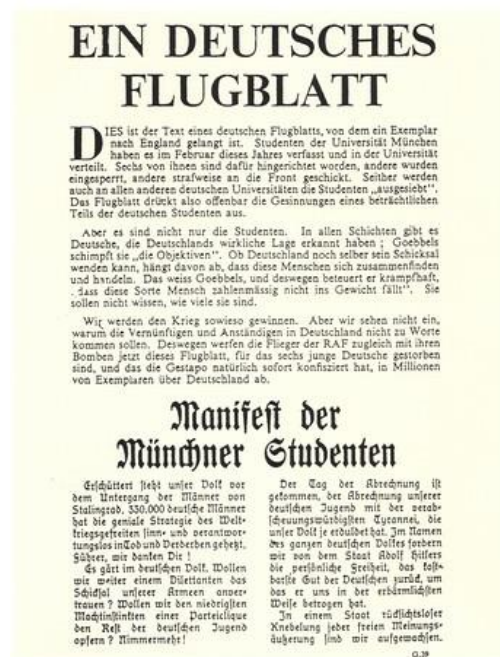 EIN DEUTSCHES
FLUGBLATT
DIES ist der Text eines deutschen Flugblatts, von dem ein Exemplar
nach England gelangt ist. Studenten der Universität München
haben es im Februar dieses Jahres verfasst und in der Universität
verteilt. Sechs von ihnen sind dafür hingerichtet worden, andere wurden
eingesperrt, andere strafweise an die Front geschickt. Seither werden
auch an allen anderen deutschen Universitäten die Studenten „ausgesiebt“.
Das Flugblatt drückt also offenbar die Gesinnungen eines beträchtlichen
Teils der deutschen Studenten aus.
Aber es sind nicht nur die Studenten. In allen Schichten gibt es
Deutsche, die Deutschlands wirkliche Lage erkannt haben ; Goebbels
schimpft sie „die Objektiven“. Ob Deutschland noch selber sein Schicksal
wenden kann, hängt davon ab, dass diese Menschen sich zusammenfinden
und handeln. Das weiss Goebbels, und deswegen beteuert er krampfhaft,
„dass diese Sorte Mensch zahlenmässig nicht ins Gewicht fällt“. Sie
sollen nicht wissen, wie viele sie sind.
Wir werden den Krieg sowieso gewinnen. Aber wir sehen nicht ein,
warum die Vernünftigen und Anständigen in Deutschland nicht zu Worte
kommen sollen. Deswegen werfen die Flieger der RAF zugleich mit ihren
Bomben jetzt dieses Flugblatt, für das sechs junge Deutsche gestorben
sind, und das die Gestapo natürlich sofort konfisziert hat, in Millionen
von Exemplaren über Deutschland ab.
Manifest der
Münchner Studenten
Erschüttert steht unser Volk vor
dem Untergang der Männer von
Stalingrad. 330.000 deutsche Männer
hat die geniale Strategie des Welt-
kriegsgefreiten sinn- und verantwor-
tungslos in Tod und Verderben gehetzt.
Führer, wir danken Dir !
Es gärt im deutschen Volk. Wollen
wir weiter einem Dilettanten das
Schicksal unserer Armeen anver-
trauen ? Wollen wir den niedrigsten
Machtinstinkten einer Parteiclique
den Rest der deutschen Jugend
opfern ? Nimmermehr !
Der Tag der Abrechnung ist
gekommen, der Abrechnung unserer
deutschen Jugend mit der verab-
scheuungswürdigsten Tyrannei, die
unser Volk je erduldet hat. Im Namen
des ganzen deutschen Volkes fordern
wir von dem Staat Adolf Hitlers
die persönliche Freiheit, das kost-
barste Gut der Deutschen zurück, um
das er uns in der erbärmlichsten
Weise betrogen hat.
In einem Staat rücksichtsloser
Knebelung jeder freien Meinungs-
äußerung sind wir aufgewachsen.
G.39